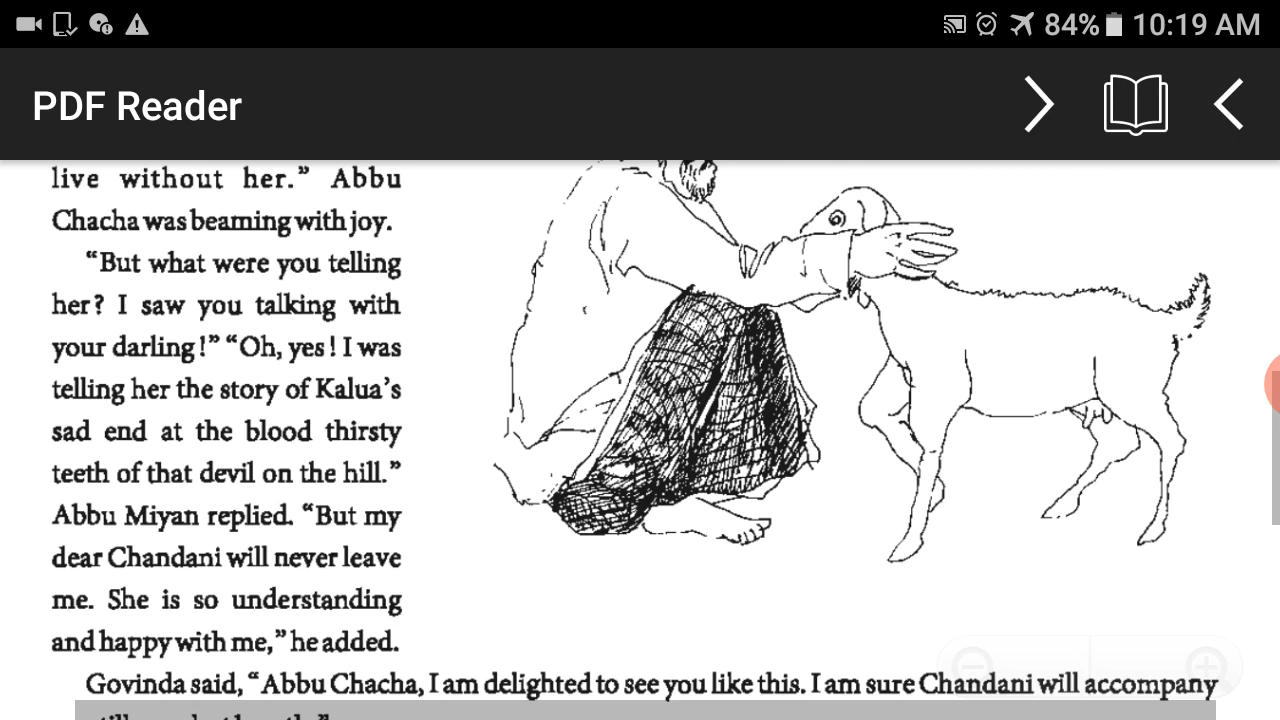 84% 10:19 AM
PDF Reader
live without her.” Abbu
Chacha was beaming with joy.
“But what were you telling
her? I saw you talking with
your darling!” “Oh, yes! I was
telling her the story of Kalua’s
sad end at the blood thirsty
teeth of that devil on the hill.”
Abbu Miyan replied. “But my
dear Chandani will never leave
me. She is so understanding
and happy with me,” he added.
Govinda said, “Abbu Chacha, I am delighted to see you like this. I am sure Chandani will accompany